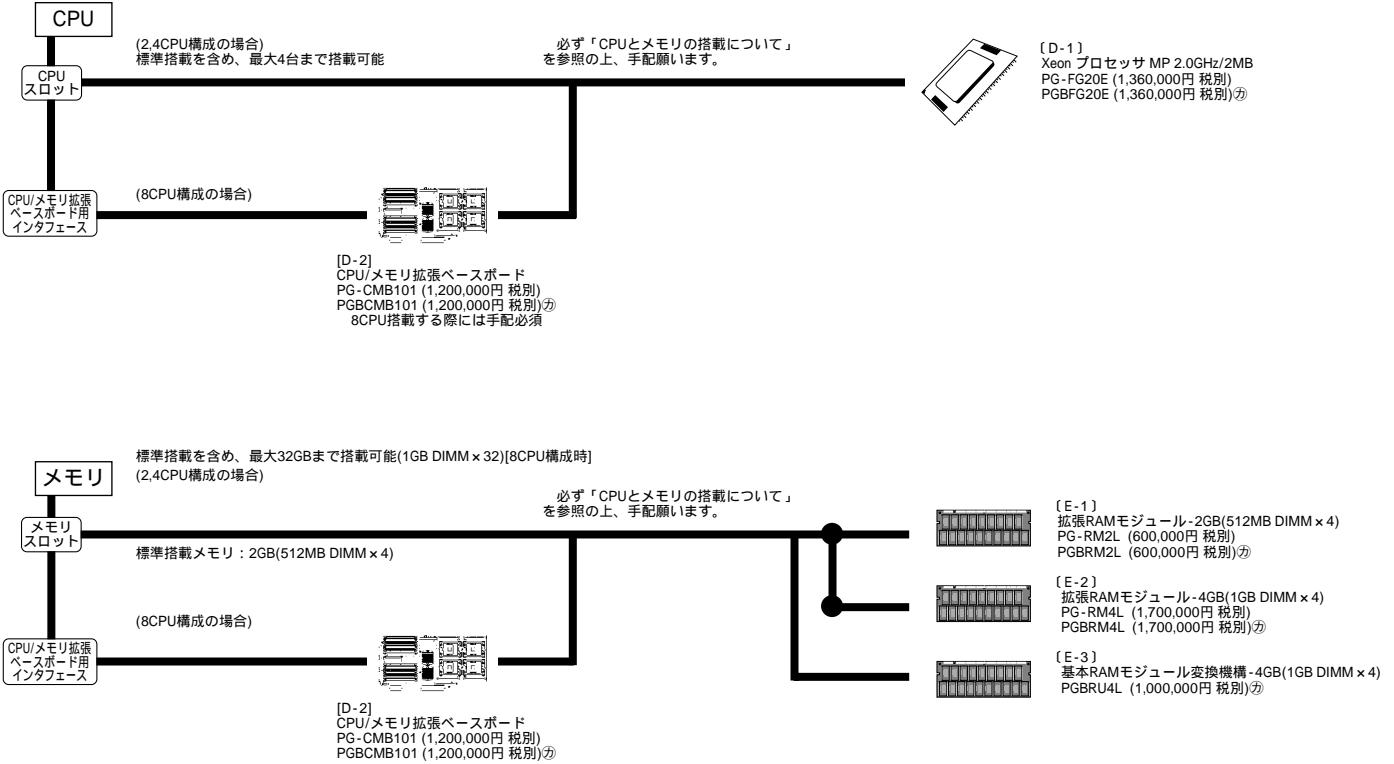 CPU
(2,4CPU構成の場合)
標準搭載を含め、最大4台まで搭載可能
必ず「CPUとメモリの搭載について」
を参照の上、手配願います。
CPU
スロット
〔D-1〕
Xeon プロセッサ MP 2.0GHz/2MB
PG-FG20E (1,360,000円 税別)
PGBFG20E (1,360,000円 税別)㋕
CPU/メモリ拡張
ベースボード用
インタフェース
(8CPU構成の場合)
[D-2]
CPU/メモリ拡張ベースボード
PG-CMB101 (1,200,000円 税別)
PGBCMB101 (1,200,000円 税別)㋕
8CPU搭載する際には手配必須
メモリ
標準搭載を含め、最大32GBまで搭載可能(1GB DIMM×32)[8CPU構成時]
(2,4CPU構成の場合)
必ず「CPUとメモリの搭載について」
を参照の上、手配願います。
メモリ
スロット
標準搭載メモリ：2GB(512MB DIMM×4)
〔E-1〕
拡張RAMモジュール-2GB(512MB DIMM×4)
PG-RM2L (600,000円 税別)
PGBRM2L (600,000円 税別)㋕
〔E-2〕
拡張RAMモジュール-4GB(1GB DIMM×4)
PG-RM4L (1,700,000円 税別)
PGBRM4L (1,700,000円 税別)㋕
〔E-3〕
基本RAMモジュール変換機構-4GB(1GB DIMM×4)
PGBRU4L (1,000,000円 税別)㋕
(8CPU構成の場合)
CPU/メモリ拡張
ベースボード用
インタフェース
[D-2]
CPU/メモリ拡張ベースボード
PG-CMB101 (1,200,000円 税別)
PGBCMB101 (1,200,000円 税別)㋕